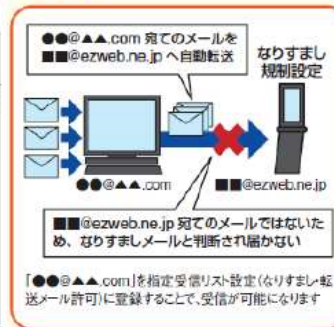 ●●@▲▲.com 宛てのメールを
■■@ezweb.ne.jp へ自動転送
なりすまし
規制設定
●●@▲▲.com
■■@ezweb.ne.jp
■■@ezweb.ne.jp 宛てのメールではないた
め、なりすましメールと判断され届かない
「●●@▲▲.com」を指定受信リスト設定(なりすまし・転
送メール許可)に登録することで、受信が可能になります